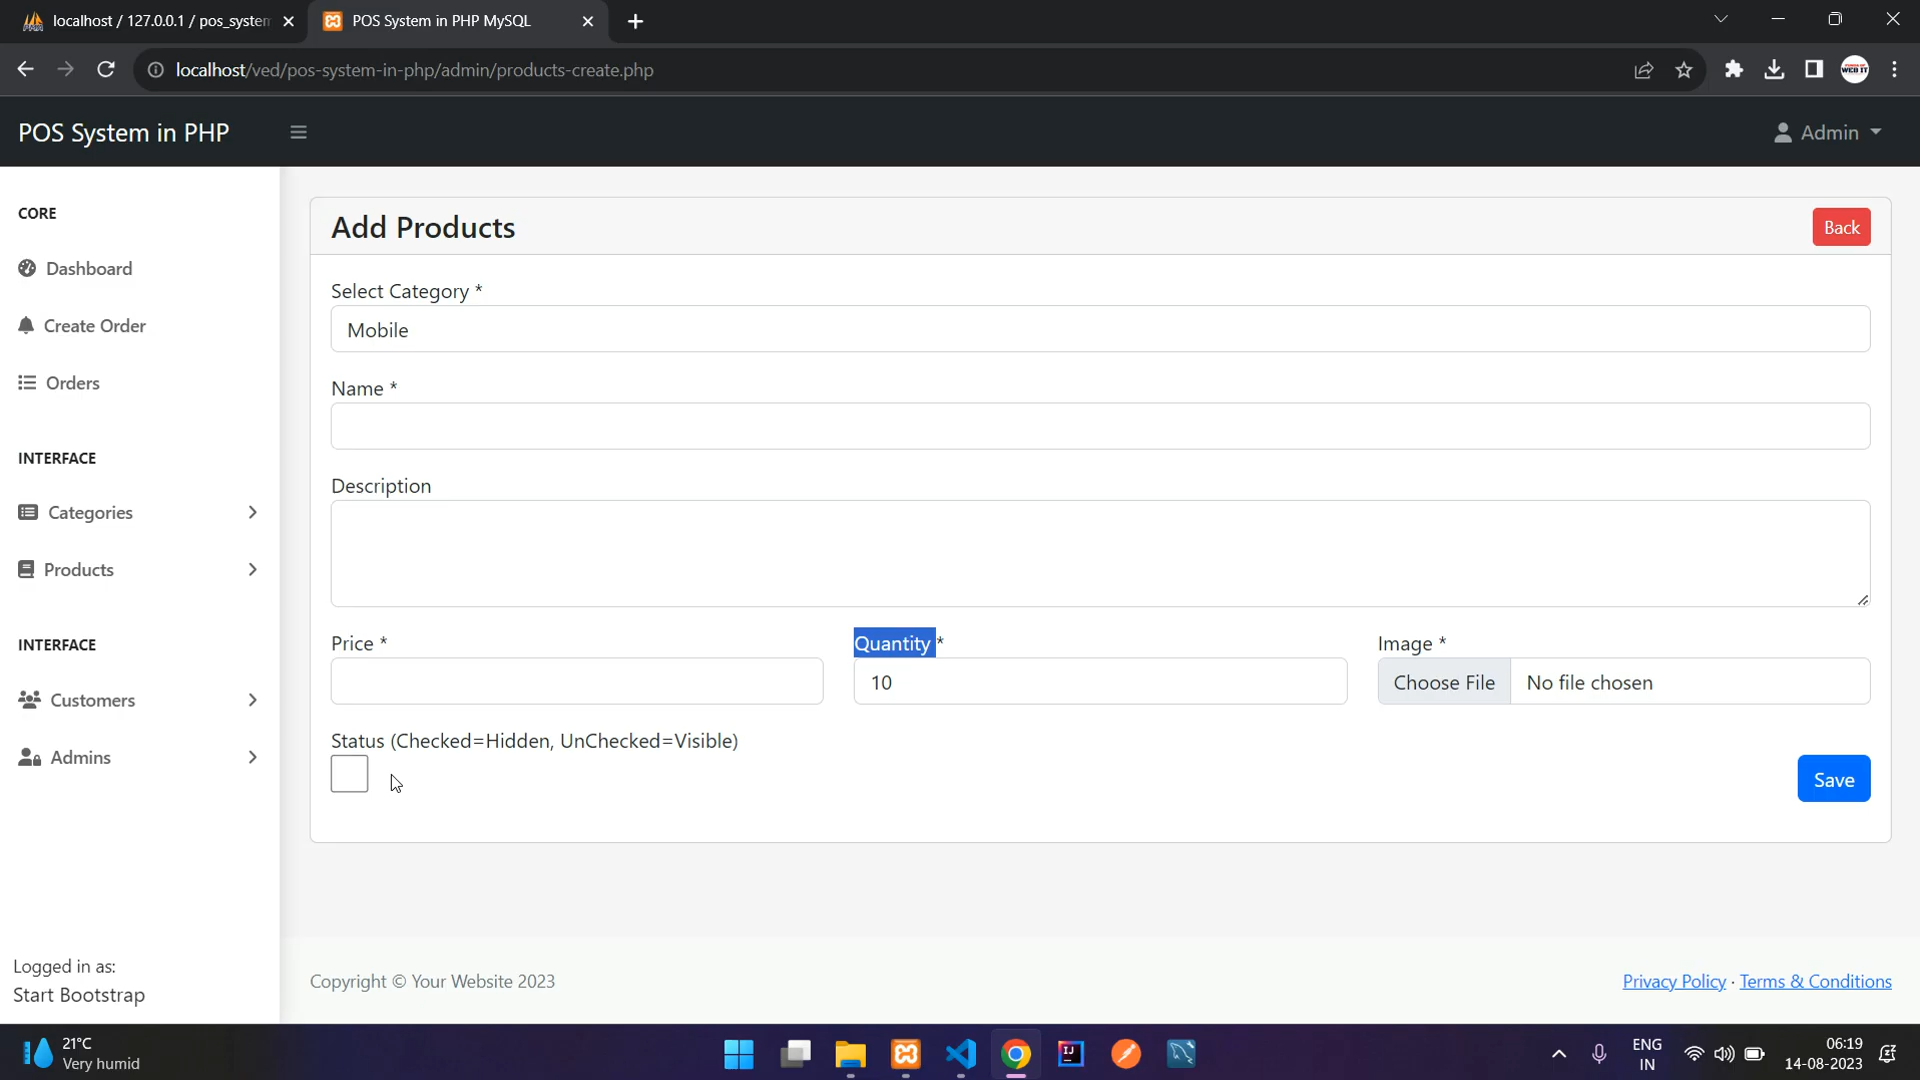 localhost / 127.0.0.1 / pos_system
POS System in PHP MySQL
localhost/ved/pos-system-in-php/admin/products-create.php
POS System in PHP
Admin
CORE
Dashboard
Create Order
Orders
INTERFACE
Categories
Products
INTERFACE
Customers
Admins
Logged in as:
Start Bootstrap
Add Products
Back
Select Category *
Mobile
Name *
Description
Price *
Quantity *
Image *
10
Choose File
No file chosen
Status (Checked=Hidden, UnChecked=Visible)
Save
Copyright © Your Website 2023
Privacy Policy · Terms & Conditions
21°C
Very humid
ENG
IN
06:19
14-08-2023